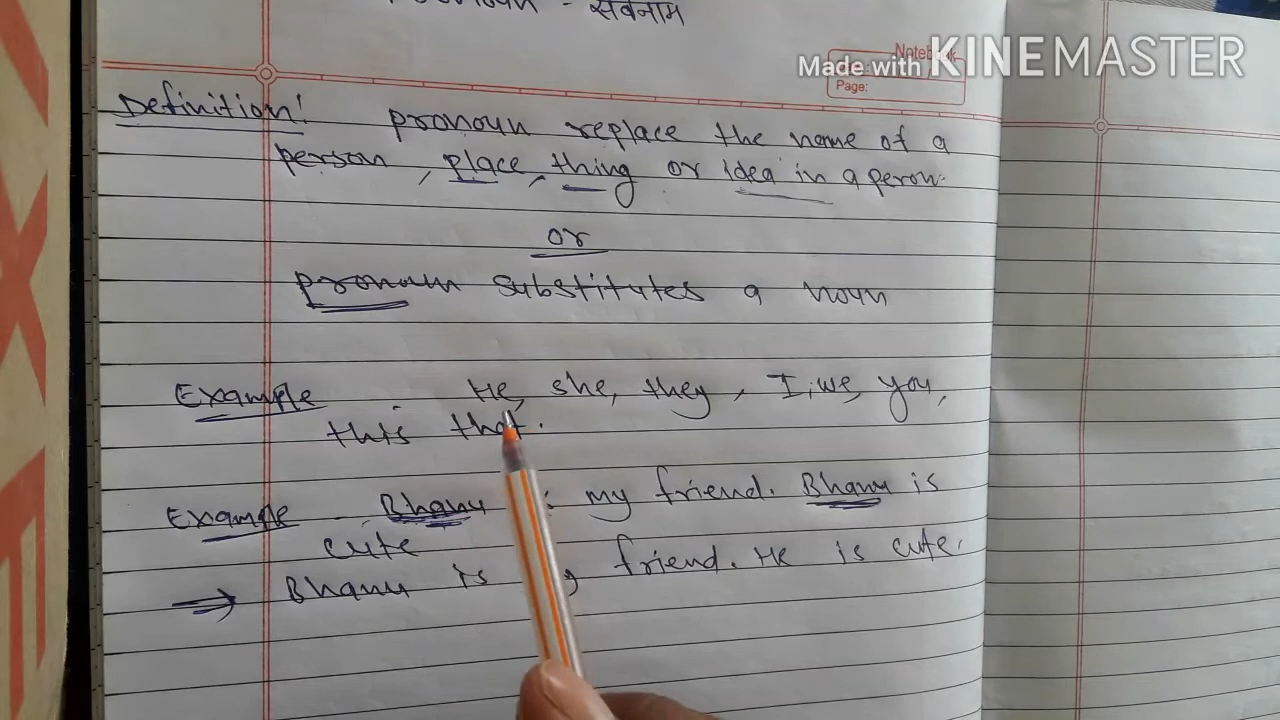 Pronoun - सर्वनाम
Notebook
Made with KINEMASTER
Page:
Definition! pronoun replace the name of a
person, place, thing or idea in a perow.
or
pronoun substitutes a noun
Example - He, she, they, I, we, you,
this that.
Example - Bhanu is my friend. Bhanu is
cute
⇒ Bhanu is friend. He is cute.